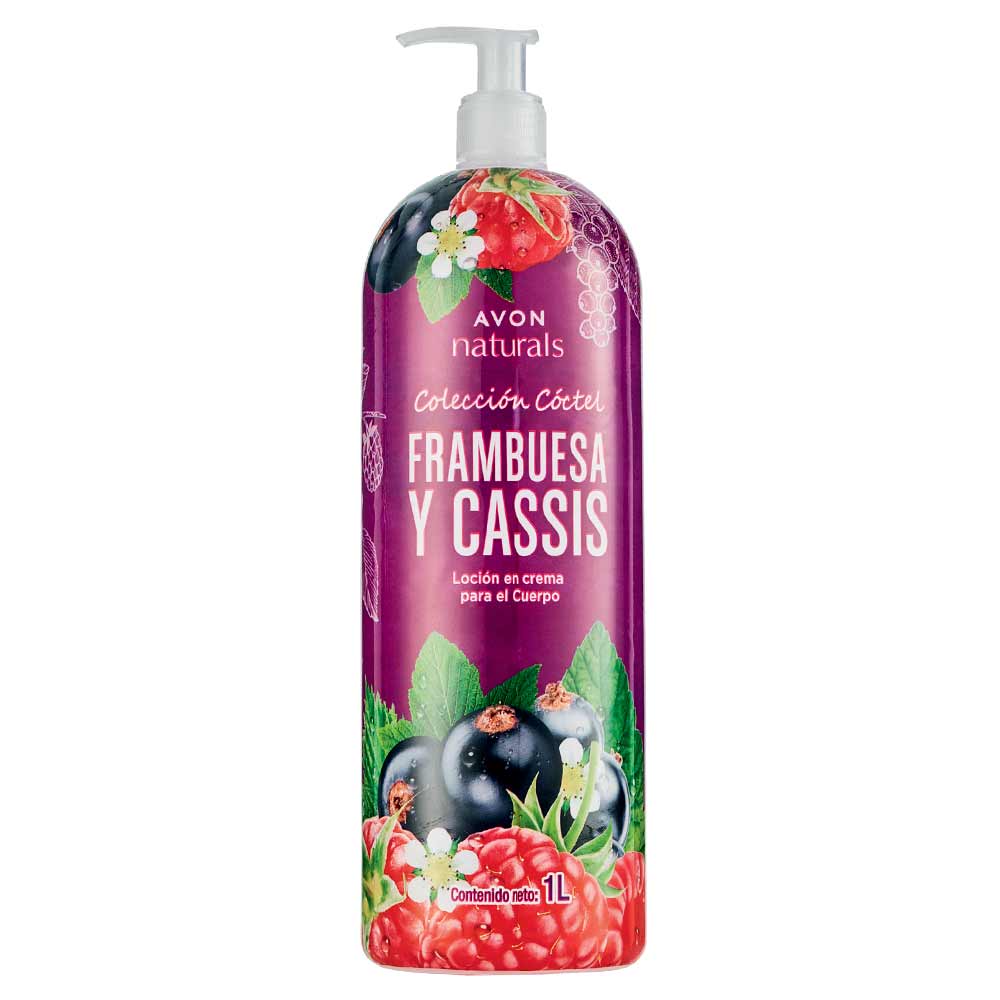 AVON
naturals
Colección Cóctel
FRAMBUESA
Y CASSIS
Loción en crema
para el Cuerpo
Contenido neto: 1L